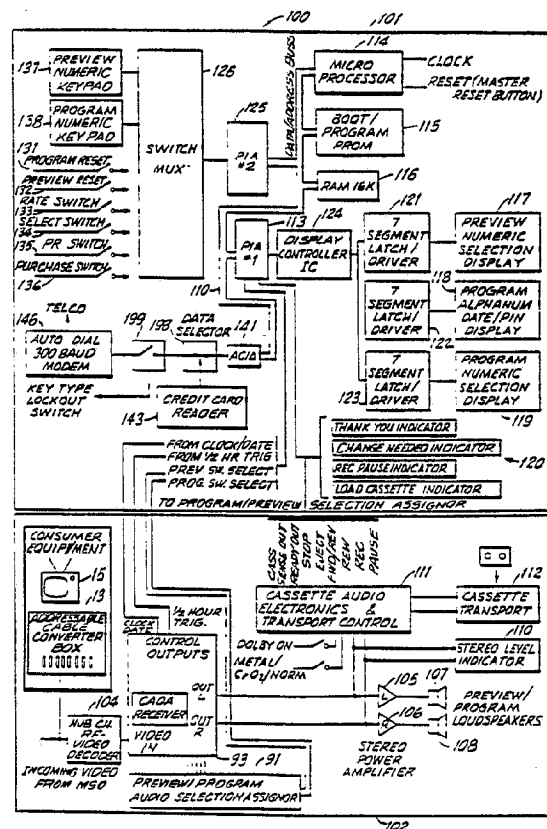 100
101
137
PREVIEW
NUMERIC
KEYPAD
126
138
PROGRAM
NUMERIC
KEYPAD
131
PROGRAM RESET
132
PREVIEW RESET
133
RATE SWITCH
134
SELECT SWITCH
135
PR SWITCH
PURCHASE SWITCH
136
SWITCH
MUX
125
PIA
#2
DATA/ADDRESS BUSS
114
MICRO
PROCESSOR
CLOCK
RESET (MASTER
RESET BUTTON)
BOOT/
PROGRAM
PROM
115
RAM 16K
116
113
124
PIA
#1
110
DISPLAY
CONTROLLER
IC
121
7
SEGMENT
LATCH/
DRIVER
117
PREVIEW
NUMERIC
SELECTION
DISPLAY
118
7
SEGMENT
LATCH/
DRIVER
122
PROGRAM
ALPHANUM
DATE/PIN
DISPLAY
7
SEGMENT
LATCH/
DRIVER
123
PROGRAM
NUMERIC
SELECTION
DISPLAY
119
TELCO
146
AUTO DIAL
300 BAUD
MODEM
199
198
DATA
SELECTOR
141
ACIA
KEY TYPE
LOCKOUT
SWITCH
143
CREDIT CARD
READER
THANK YOU INDICATOR
CHANGE NEEDED INDICATOR
REC PAUSE INDICATOR
LOAD CASSETTE INDICATOR
120
FROM CLOCK/DATE
FROM 1/2 HR TRIG
PREV SW. SELECT
PROG. SW. SELECT
TO PROGRAM/PREVIEW SELECTION ASSIGNOR
CONSUMER
EQUIPMENT
15
13
ADDRESSABLE
CABLE
CONVERTER
BOX
CLOCK
DATE
1/2 HOUR
TRIG.
CASS
SENSE OUT
READY OUT
STOP
EJECT
FWD/REV
REW
REC
PAUSE
111
CASSETTE AUDIO
ELECTRONICS &
TRANSPORT CONTROL
112
CASSETTE
TRANSPORT
110
STEREO LEVEL
INDICATOR
DOLBY ON
METAL/
CrO2/NORM
CONTROL
OUTPUTS
OUT L
CADA
RECEIVER
OUT R
VIDEO IN
104
RF-
VIDEO
DECODER
INCOMING VIDEO
FROM MSO
93
91
PREVIEW/PROGRAM
AUDIO SELECTION ASSIGNOR
105
L
106
STEREO
POWER
AMPLIFIER
107
108
PREVIEW/
PROGRAM
LOUDSPEAKERS
102